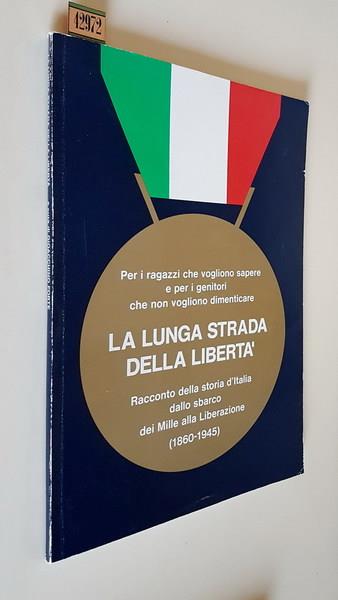 42972
Per i ragazzi che vogliono sapere
e per i genitori
che non vogliono dimenticare
LA LUNGA STRADA
DELLA LIBERTA'
Racconto della storia d'Italia
dallo sbarco
dei Mille alla Liberazione
(1860-1945)